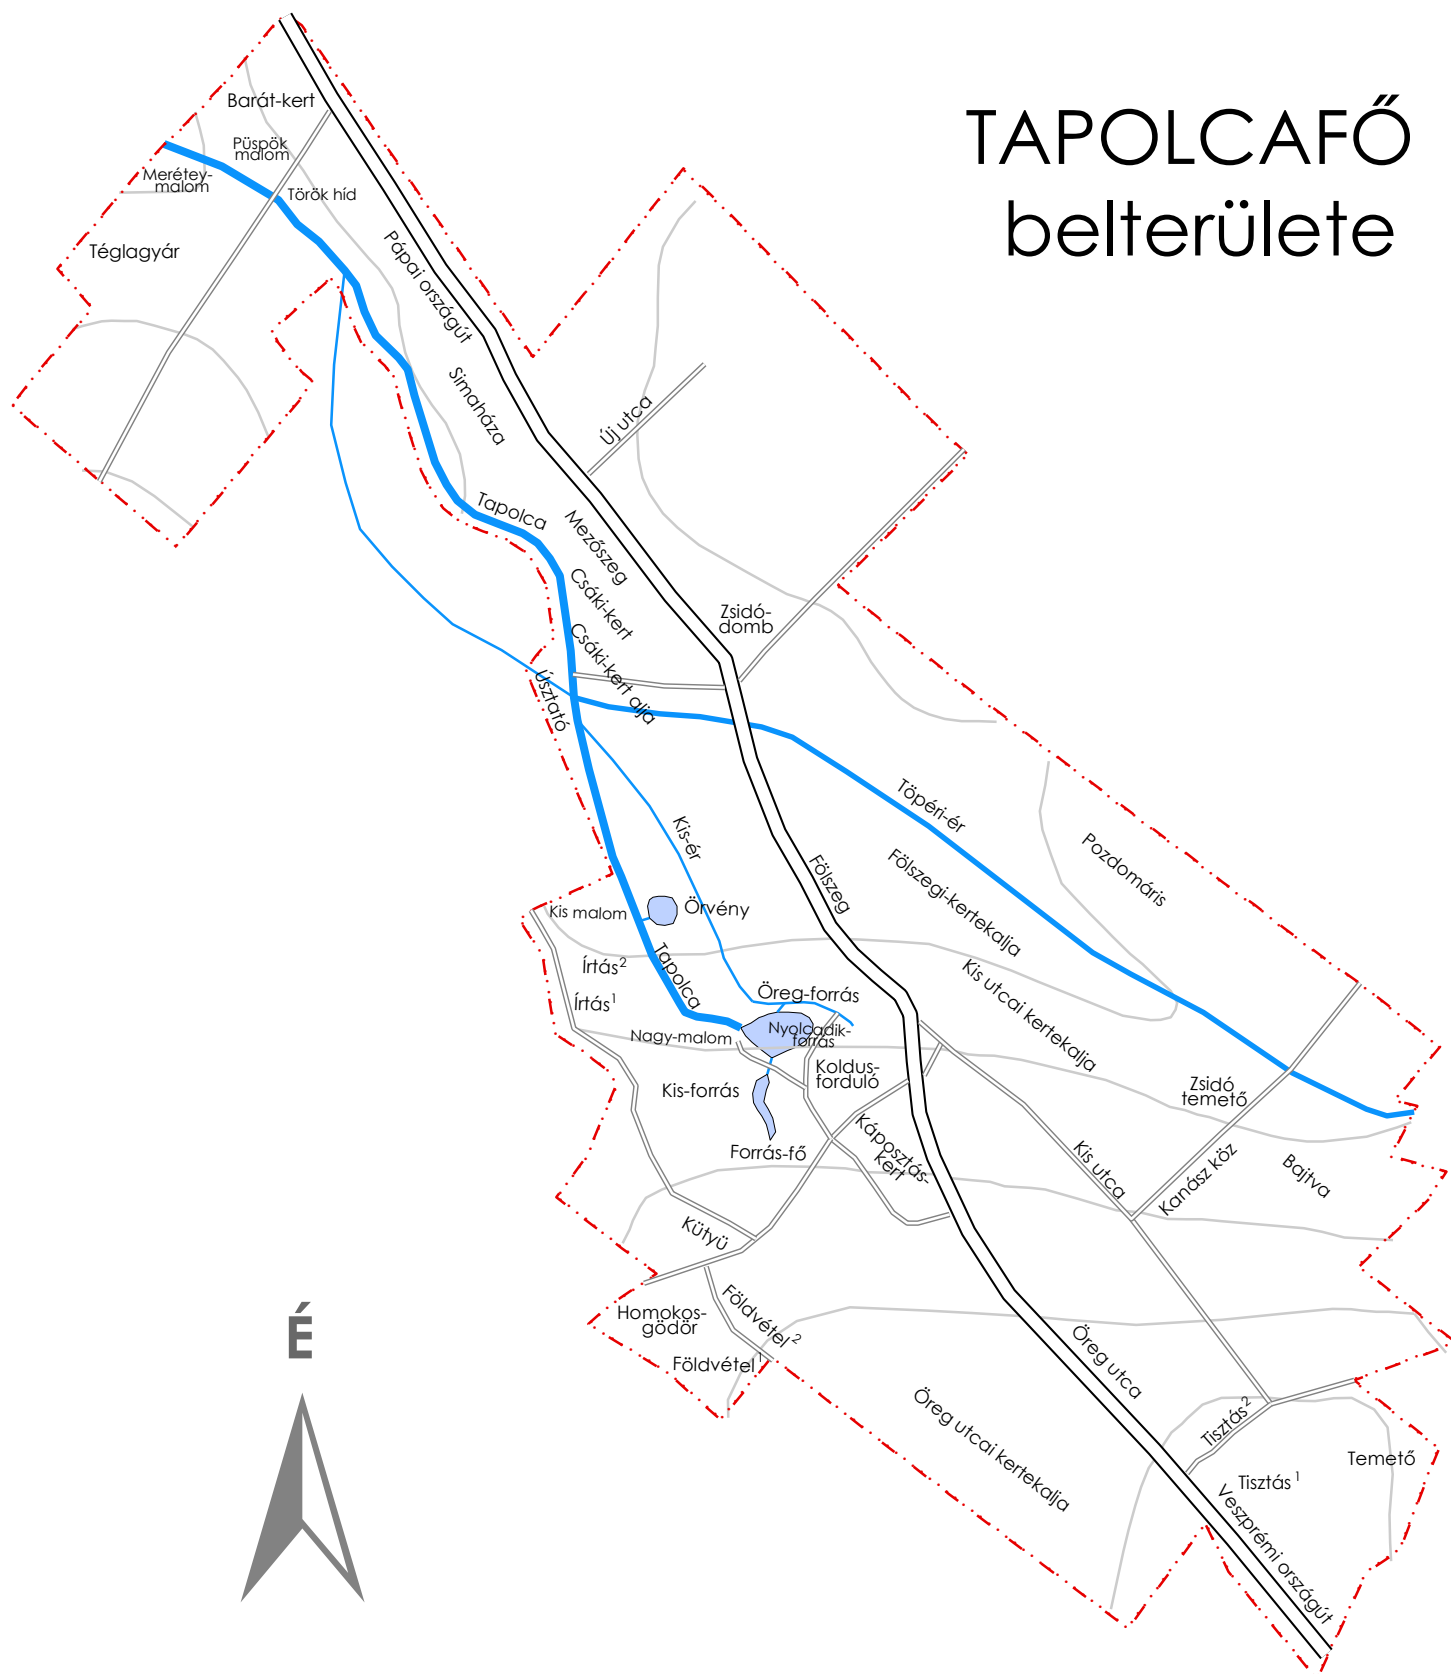 TAPOLCAFŐ
belterülete
Barát-kert
Püspök
malom
Merétey-
malom
Török híd
Téglagyár
Pápai országút
Simaháza
Új utca
Tapolca
Mezőszeg
Csáki-kert
Zsidó-
domb
Csáki-kert alja
Úsztató
Töpéri-ér
Kis-ér
Pozdomáris
Fölszeg
Fölszegi-kertekalja
Kis malom
Örvény
Írtás²
Tapolca
Kis utcai kertekalja
Írtás¹
Öreg-forrás
Nagy-malom
Nyolcadik-
forrás
Koldus-
forduló
Kis-forrás
Zsidó
temető
Forrás-fő
Káposztás-
kert
Kis utca
Kanász köz
Bajtva
Kütyü
Homokos-
gödör
Földvétel²
Földvétel¹
Öreg utca
Öreg utcai kertekalja
Tisztás²
Temető
Tisztás¹
Veszprémi országút
É